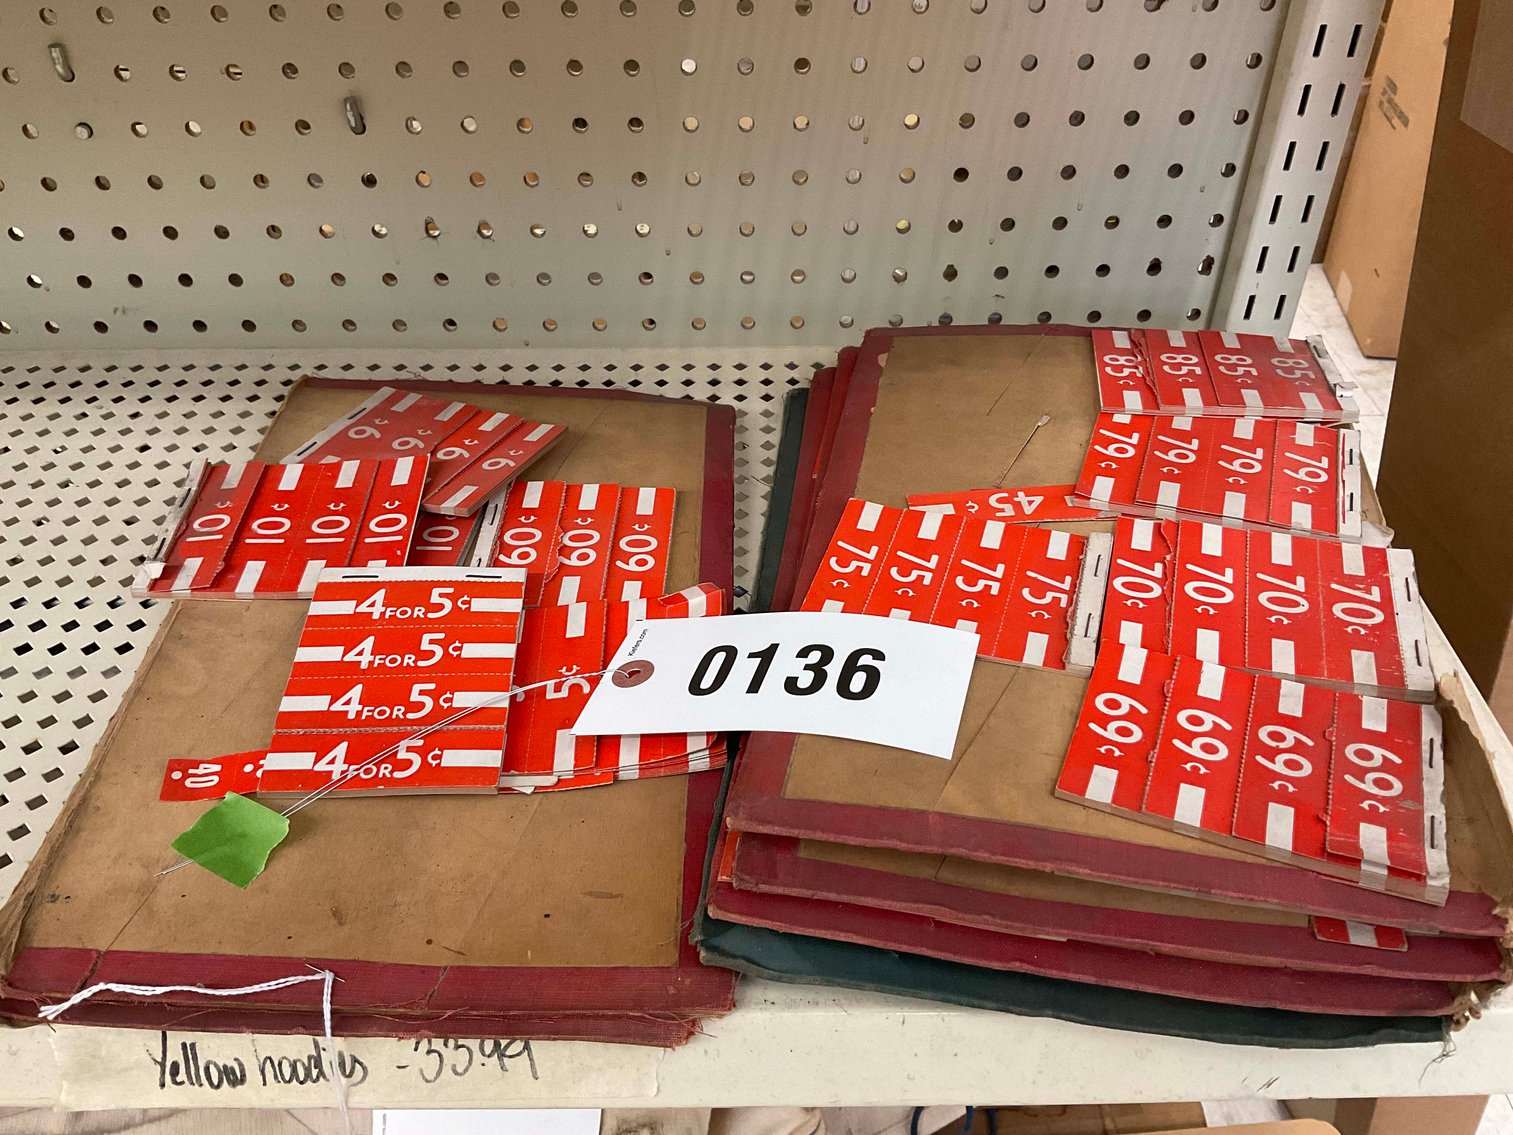 85¢ 85¢ 85¢ 85¢
79¢ 79¢ 79¢ 79¢
9¢ 9¢ 9¢ 9¢
45¢
10¢ 10¢ 10¢ 10¢ 10¢
60¢ 60¢ 60¢
75¢ 75¢ 75¢ 75¢
70¢ 70¢ 70¢ 70¢
4 FOR 5¢
4 FOR 5¢
4 FOR 5¢
4 FOR 5¢
5¢
Kiefers.com
0136
69¢ 69¢ 69¢ 69¢
40
Yellow hoodies - 33.99